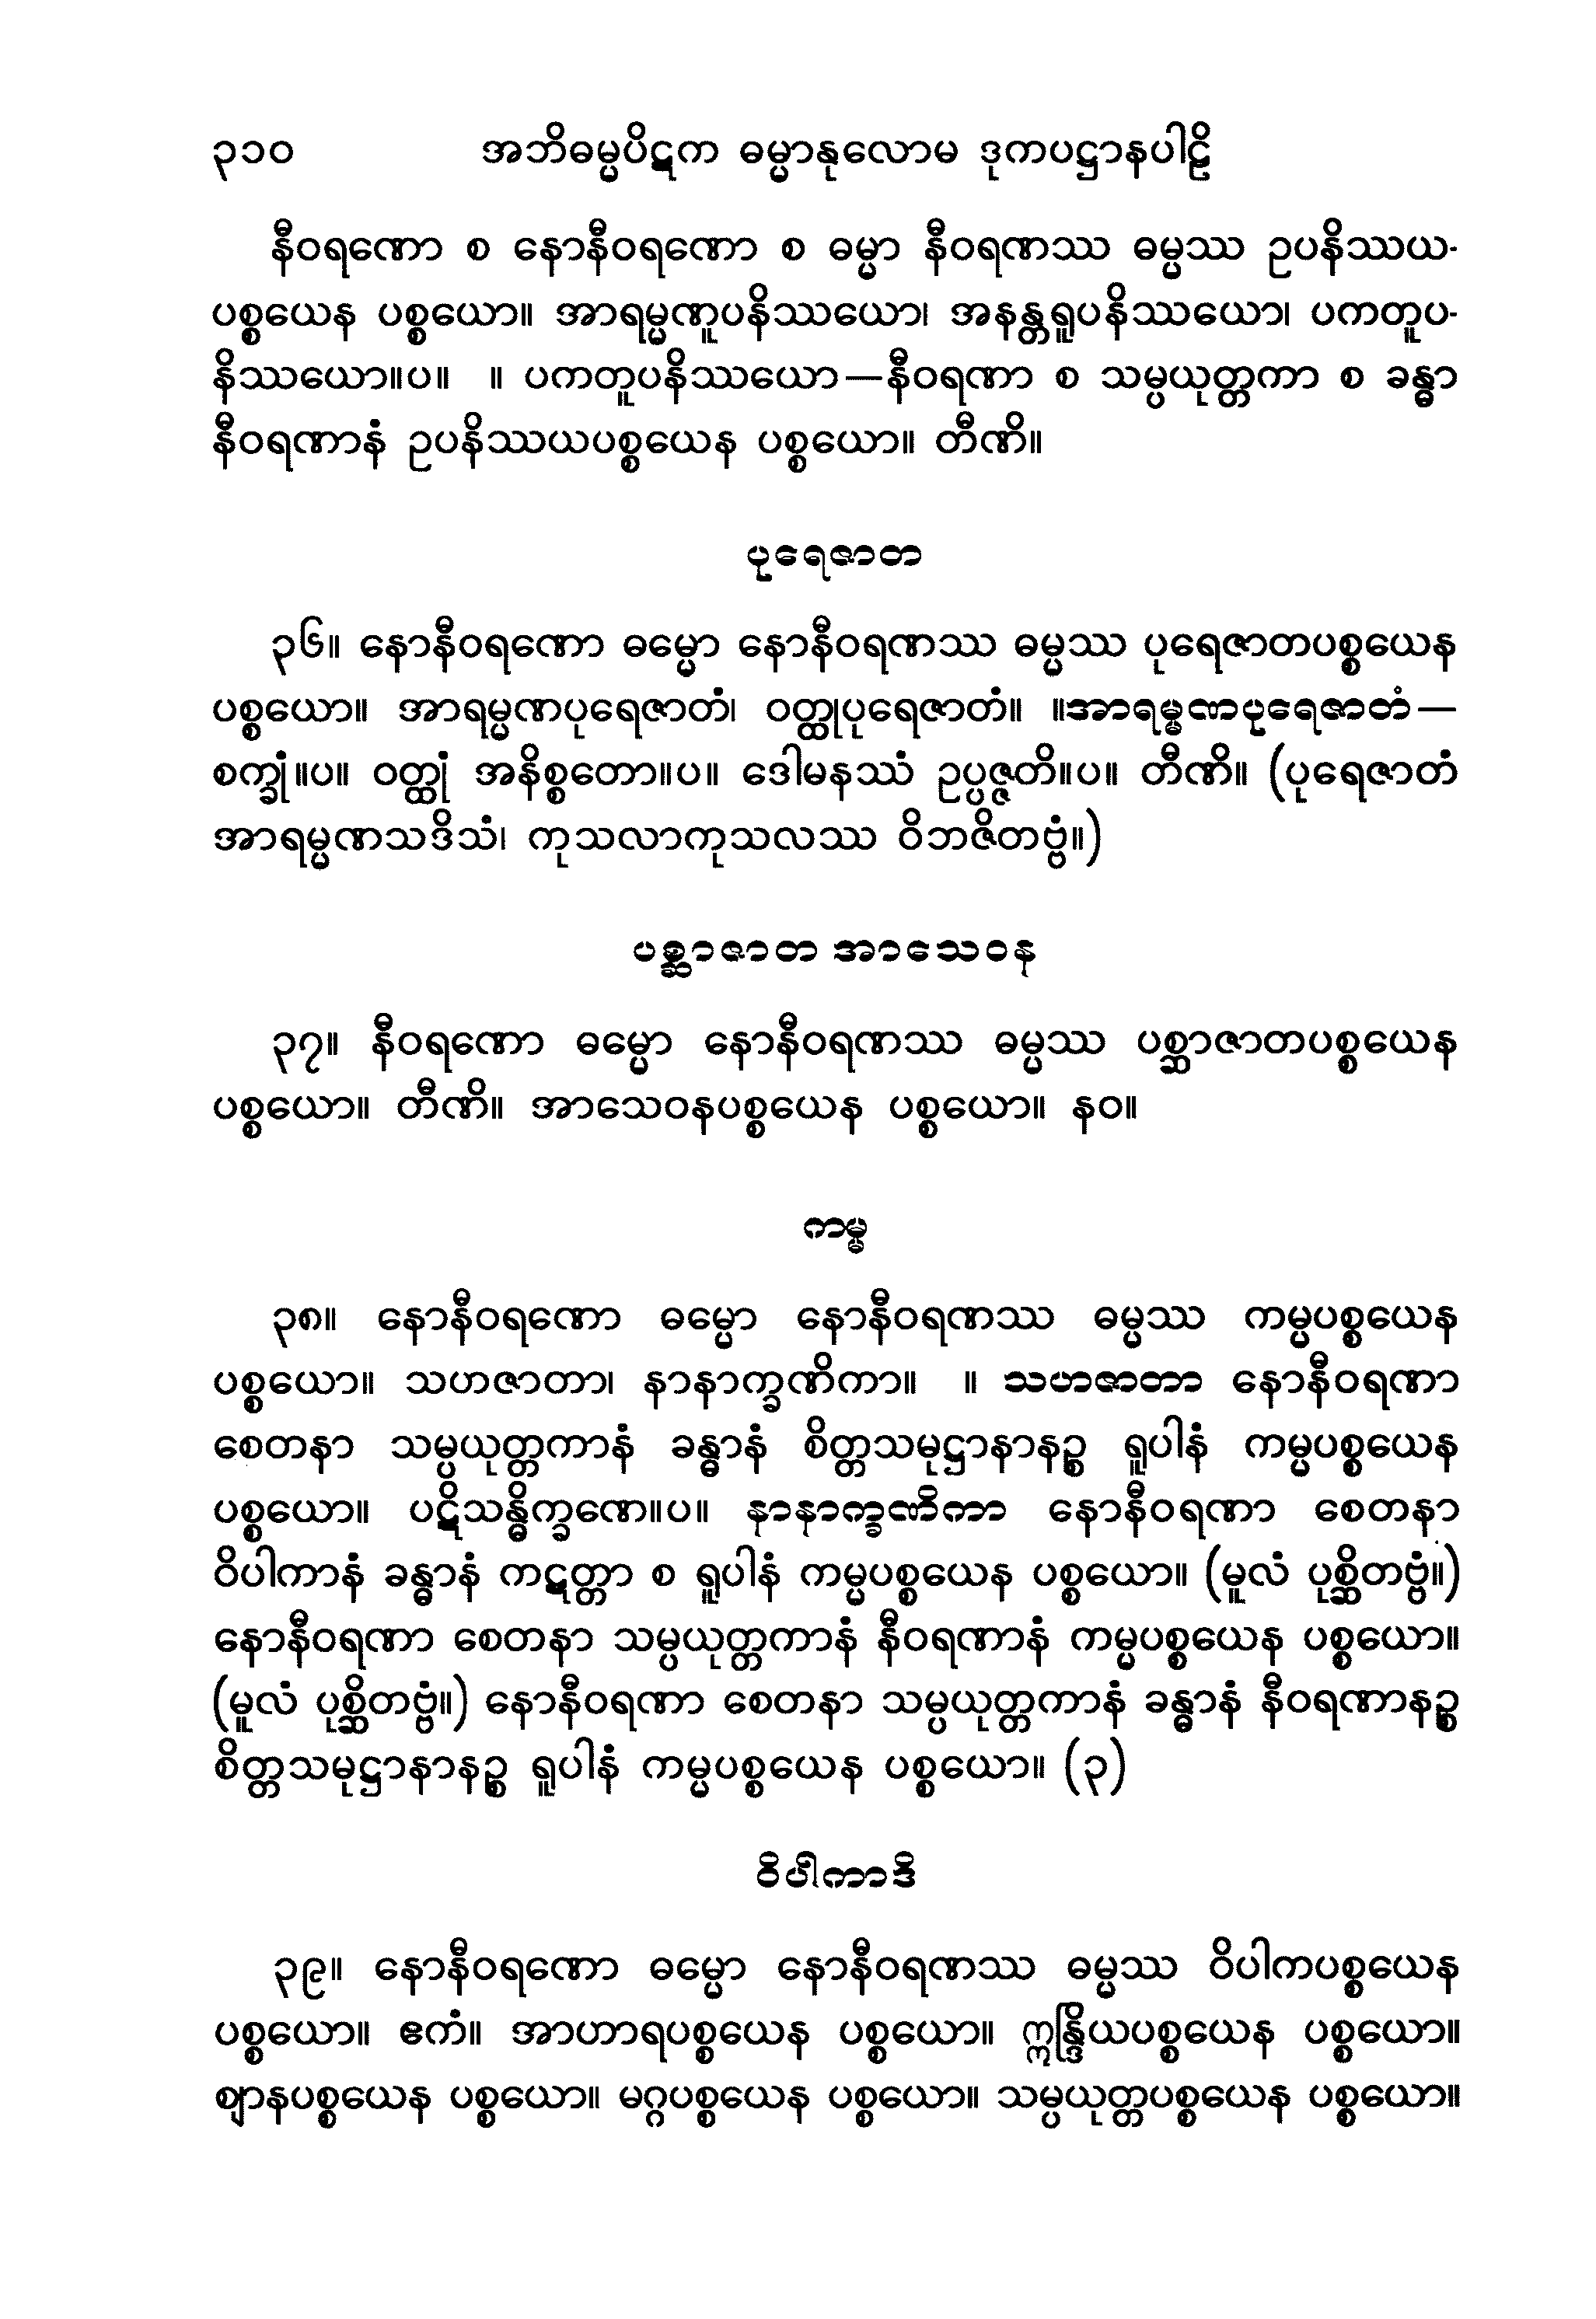 ၃၁၀ အဘိဓမ္မပိဋက ဓမ္မာနုလောမ ဒုကပဋ္ဌာနပါဠိ
နီဝရဏော စ နောနီဝရဏော စ ဓမ္မာ နီဝရဏဿ ဓမ္မဿ ဥပနိဿယ-
ပစ္စယေန ပစ္စယော။ အာရမ္မဏူပနိဿယော၊ အနန္တရူပနိဿယော၊ ပကတူပ-
နိဿယော။ပ။ ။ ပကတူပနိဿယော—နီဝရဏာ စ သမ္ပယုတ္တကာ စ ခန္ဓာ
နီဝရဏာနံ ဥပနိဿယပစ္စယေန ပစ္စယော။ တီဏိ။
ပုရေဇာတ
၃၆။ နောနီဝရဏော ဓမ္မော နောနီဝရဏဿ ဓမ္မဿ ပုရေဇာတပစ္စယေန
ပစ္စယော။ အာရမ္မဏပုရေဇာတံ၊ ဝတ္ထုပုရေဇာတံ။ ။အာရမ္မဏပုရေဇာတံ—
စက္ခုံ။ပ။ ဝတ္ထုံ အနိစ္စတော။ပ။ ဒေါမနဿံ ဥပ္ပဇ္ဇတိ။ပ။ တီဏိ။ (ပုရေဇာတံ
အာရမ္မဏသဒိသံ၊ ကုသလာကုသလဿ ဝိဘဇိတဗ္ဗံ။)
ပစ္ဆာဇာတ အာသေဝန
၃၇။ နီဝရဏော ဓမ္မော နောနီဝရဏဿ ဓမ္မဿ ပစ္ဆာဇာတပစ္စယေန
ပစ္စယော။ တီဏိ။ အာသေဝနပစ္စယေန ပစ္စယော။ နဝ။
ကမ္မ
၃၈။ နောနီဝရဏော ဓမ္မော နောနီဝရဏဿ ဓမ္မဿ ကမ္မပစ္စယေန
ပစ္စယော။ သဟဇာတာ၊ နာနာက္ခဏိကာ။ ။ သဟဇာတာ နောနီဝရဏာ
စေတနာ သမ္ပယုတ္တကာနံ ခန္ဓာနံ စိတ္တသမုဋ္ဌာနာနဉ္စ ရူပါနံ ကမ္မပစ္စယေန
ပစ္စယော။ ပဋိသန္ဓိက္ခဏေ။ပ။ နာနာက္ခဏိကာ နောနီဝရဏာ စေတနာ
ဝိပါကာနံ ခန္ဓာနံ ကဋတ္တာ စ ရူပါနံ ကမ္မပစ္စယေန ပစ္စယော။ (မူလံ ပုစ္ဆိတဗ္ဗံ။)
နောနီဝရဏာ စေတနာ သမ္ပယုတ္တကာနံ နီဝရဏာနံ ကမ္မပစ္စယေန ပစ္စယော။
(မူလံ ပုစ္ဆိတဗ္ဗံ။) နောနီဝရဏာ စေတနာ သမ္ပယုတ္တကာနံ ခန္ဓာနံ နီဝရဏာနဉ္စ
စိတ္တသမုဋ္ဌာနာနဉ္စ ရူပါနံ ကမ္မပစ္စယေန ပစ္စယော။ (၃)
ဝိပါကာဒိ
၃၉။ နောနီဝရဏော ဓမ္မော နောနီဝရဏဿ ဓမ္မဿ ဝိပါကပစ္စယေန
ပစ္စယော။ ဧကံ။ အာဟာရပစ္စယေန ပစ္စယော။ ဣန္ဒြိယပစ္စယေန ပစ္စယော။
ဈာနပစ္စယေန ပစ္စယော။ မဂ္ဂပစ္စယေန ပစ္စယော။ သမ္ပယုတ္တပစ္စယေန ပစ္စယော။